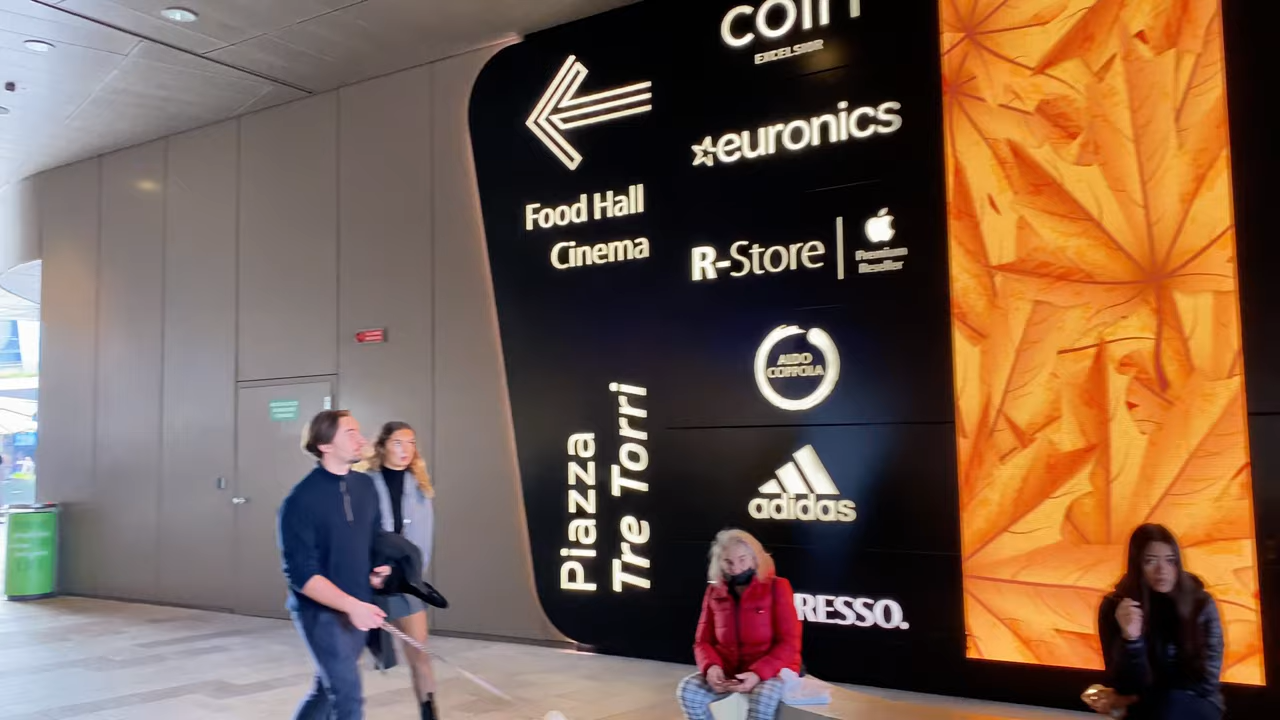 Food Hall
Cinema
Piazza
Tre Torri
coin
EXCELSIOR
euronics
R-Store
Premium
Reseller
ALDO
COPPOLA
adidas
RESSO.